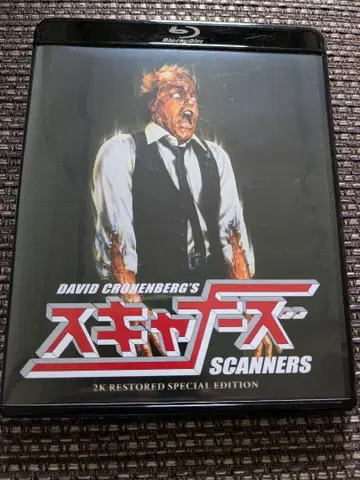 Blu-ray Disc
DAVID CRONENBERG'S
スキャナーズ
SCANNERS
2K RESTORED SPECIAL EDITION